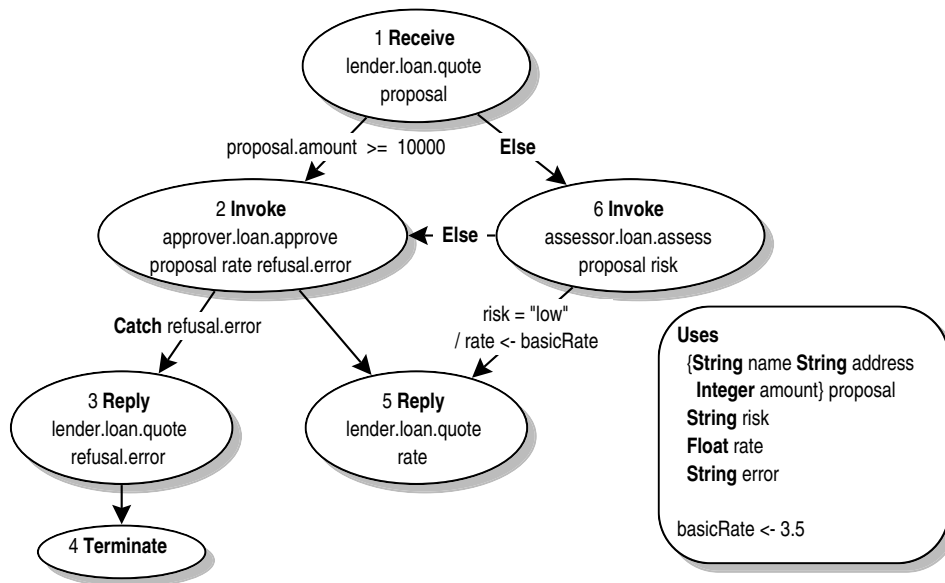 1 Receive
lender.loan.quote
proposal
proposal.amount >= 10000
Else
2 Invoke
approver.loan.approve
proposal rate refusal.error
Else
6 Invoke
assessor.loan.assess
proposal risk
Catch refusal.error
risk = "low"
/ rate <- basicRate
3 Reply
lender.loan.quote
refusal.error
5 Reply
lender.loan.quote
rate
4 Terminate
Uses
{String name String address
Integer amount} proposal
String risk
Float rate
String error
basicRate <- 3.5